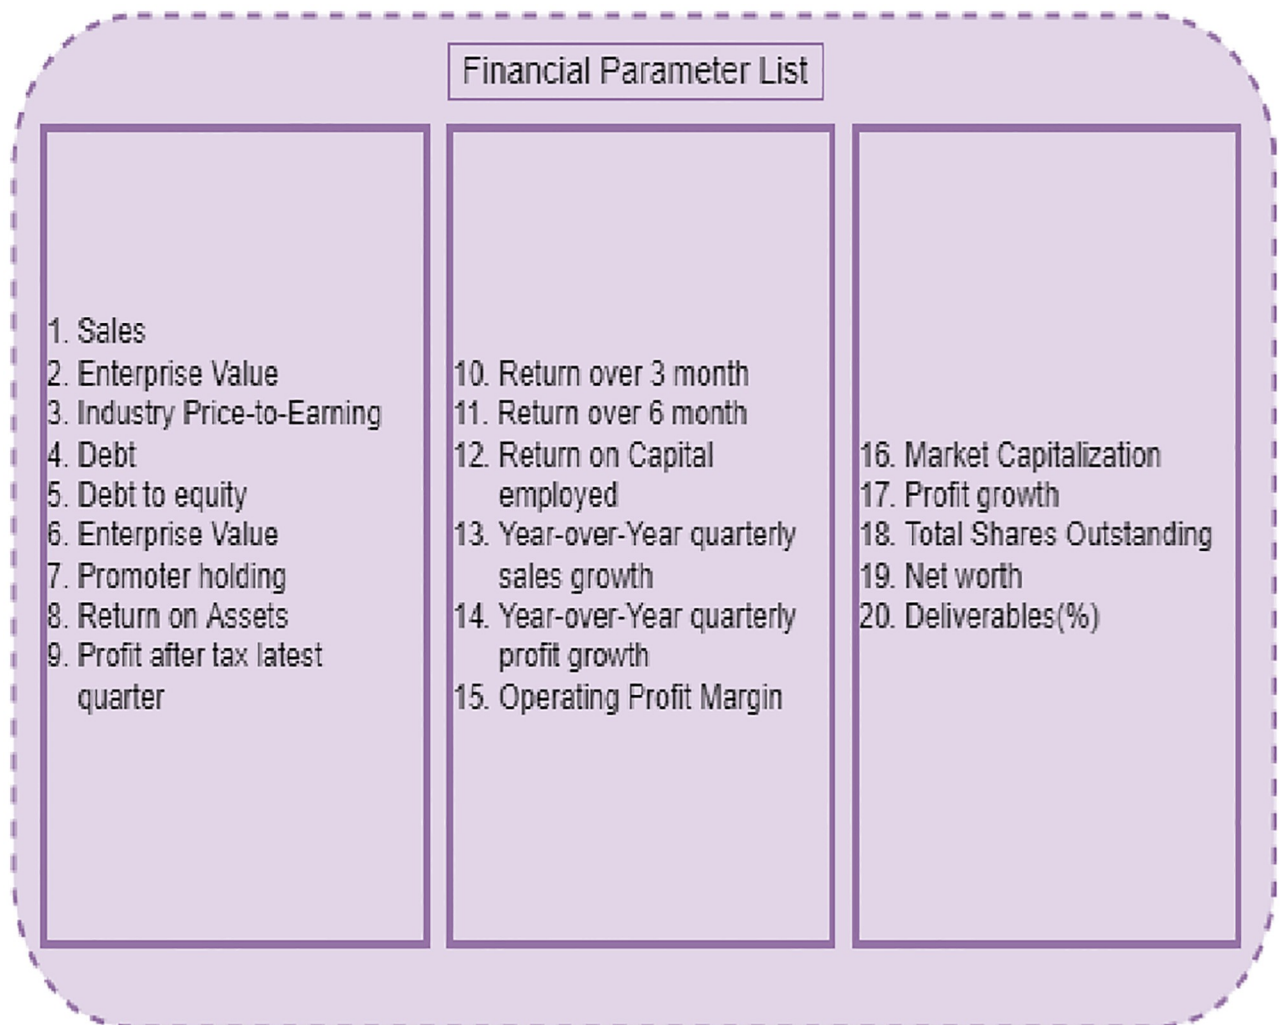 Financial Parameter List
1. Sales
2. Enterprise Value
3. Industry Price-to-Earning
4. Debt
5. Debt to equity
6. Enterprise Value
7. Promoter holding
8. Return on Assets
9. Profit after tax latest
quarter
10. Return over 3 month
11. Return over 6 month
12. Return on Capital
employed
13. Year-over-Year quarterly
sales growth
14. Year-over-Year quarterly
profit growth
15. Operating Profit Margin
16. Market Capitalization
17. Profit growth
18. Total Shares Outstanding
19. Net worth
20. Deliverables(%)